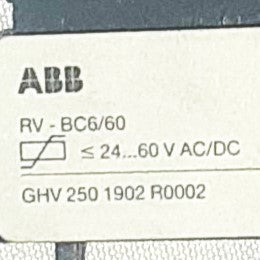 ABB
RV - BC6/60
≤ 24...60 V AC/DC
GHV 250 1902 R0002